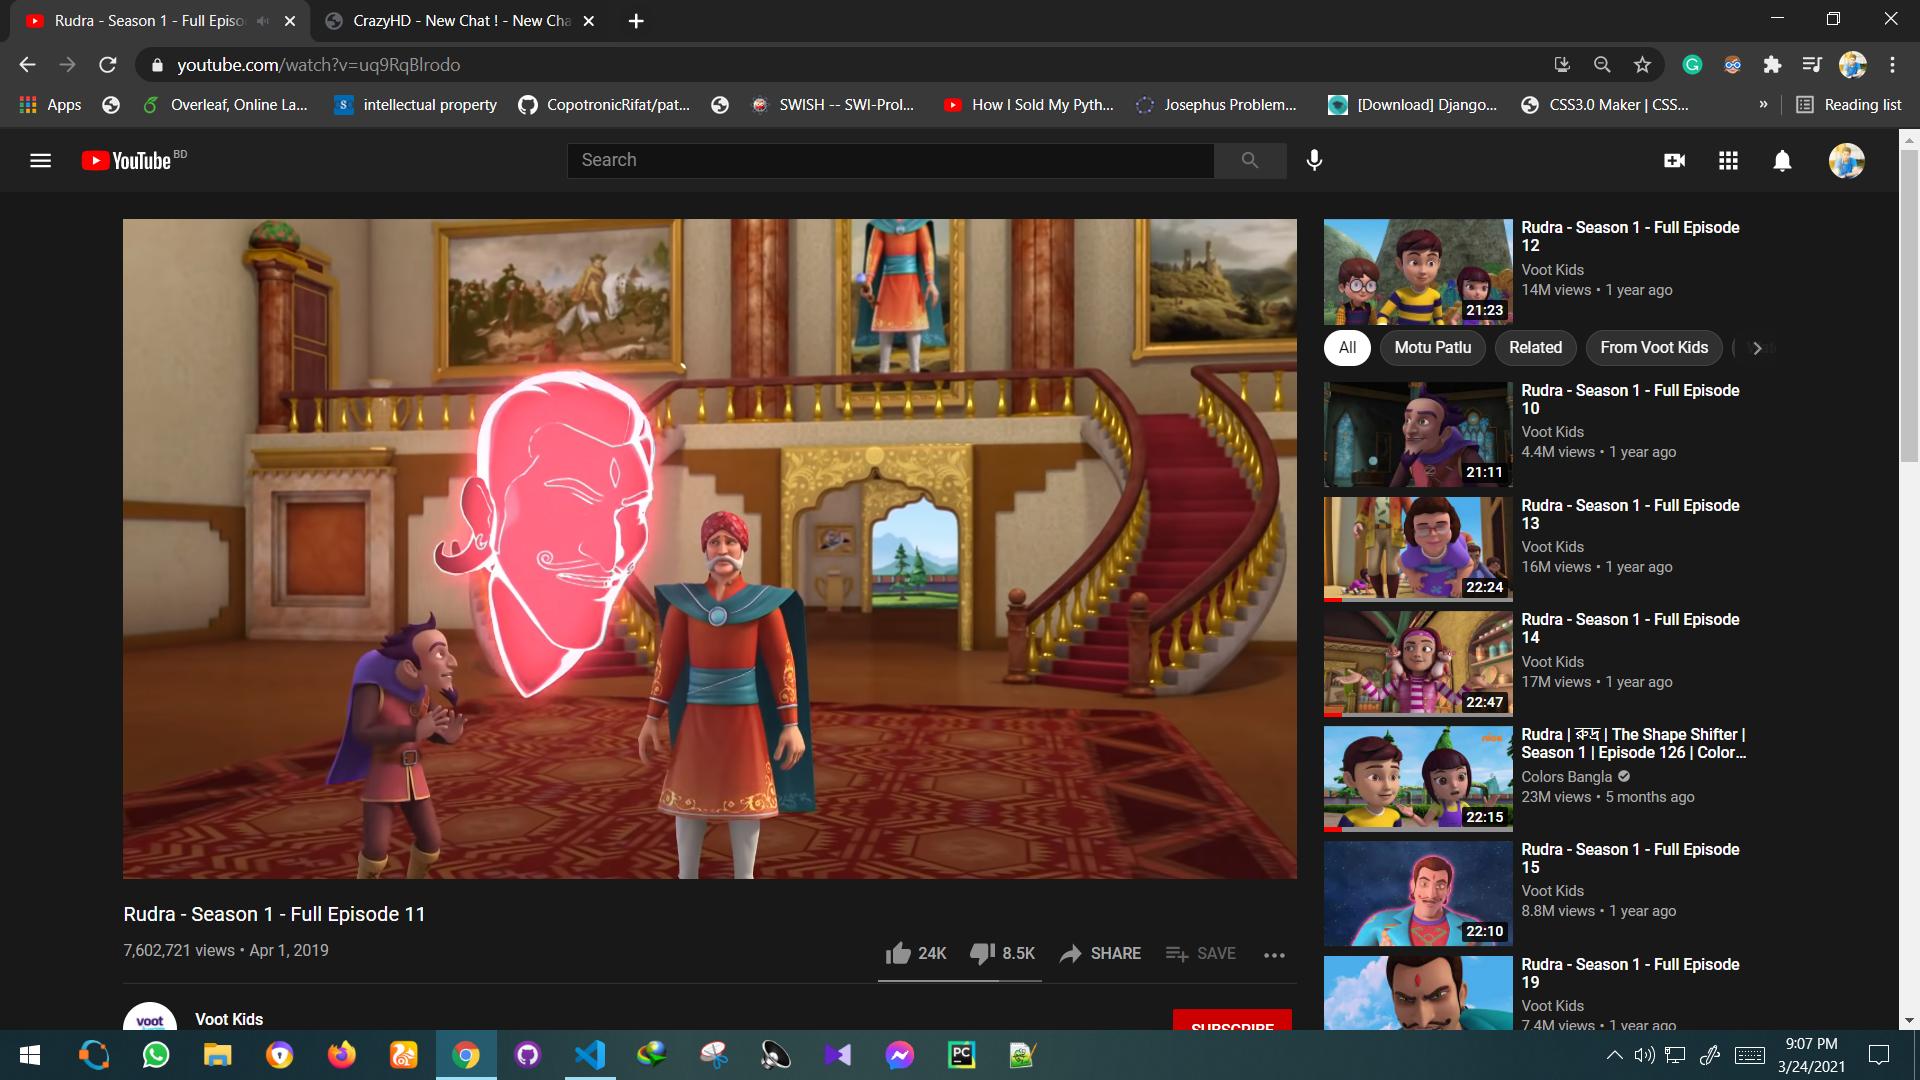 Rudra - Season 1 - Full Episo
CrazyHD - New Chat ! - New Cha
youtube.com/watch?v=uq9RqBlrodo
Apps
Overleaf, Online La...
intellectual property
CopotronicRifat/pat...
SWISH -- SWI-Prol...
How I Sold My Pyth...
Josephus Problem...
[Download] Django...
CSS3.0 Maker | CSS...
»
Reading list
YouTube BD
Search
Rudra - Season 1 - Full Episode
12
Voot Kids
14M views • 1 year ago
21:23
All
Motu Patlu
Related
From Voot Kids
Rudra - Season 1 - Full Episode
10
Voot Kids
4.4M views • 1 year ago
21:11
Rudra - Season 1 - Full Episode
13
Voot Kids
16M views • 1 year ago
22:24
Rudra - Season 1 - Full Episode
14
Voot Kids
17M views • 1 year ago
22:47
Rudra | রুদ্র | The Shape Shifter |
Season 1 | Episode 126 | Color...
Colors Bangla
23M views • 5 months ago
nick
22:15
Rudra - Season 1 - Full Episode
15
Voot Kids
8.8M views • 1 year ago
22:10
Rudra - Season 1 - Full Episode
19
Voot Kids
7.4M views • 1 year ago
Rudra - Season 1 - Full Episode 11
7,602,721 views • Apr 1, 2019
24K
8.5K
SHARE
SAVE
voot
Voot Kids
SUBSCRIBE
PC
9:07 PM
3/24/2021